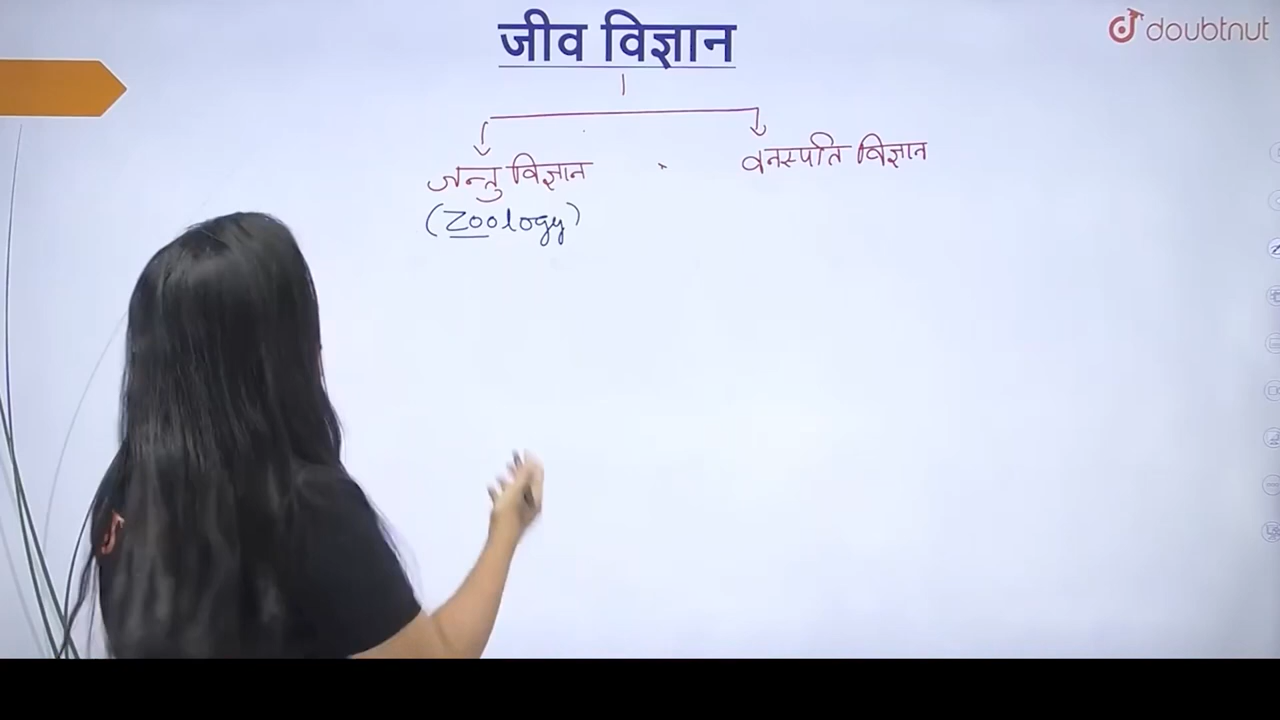 जीव विज्ञान
doubtnut
जन्तु विज्ञान
वनस्पति विज्ञान
(Zoology)